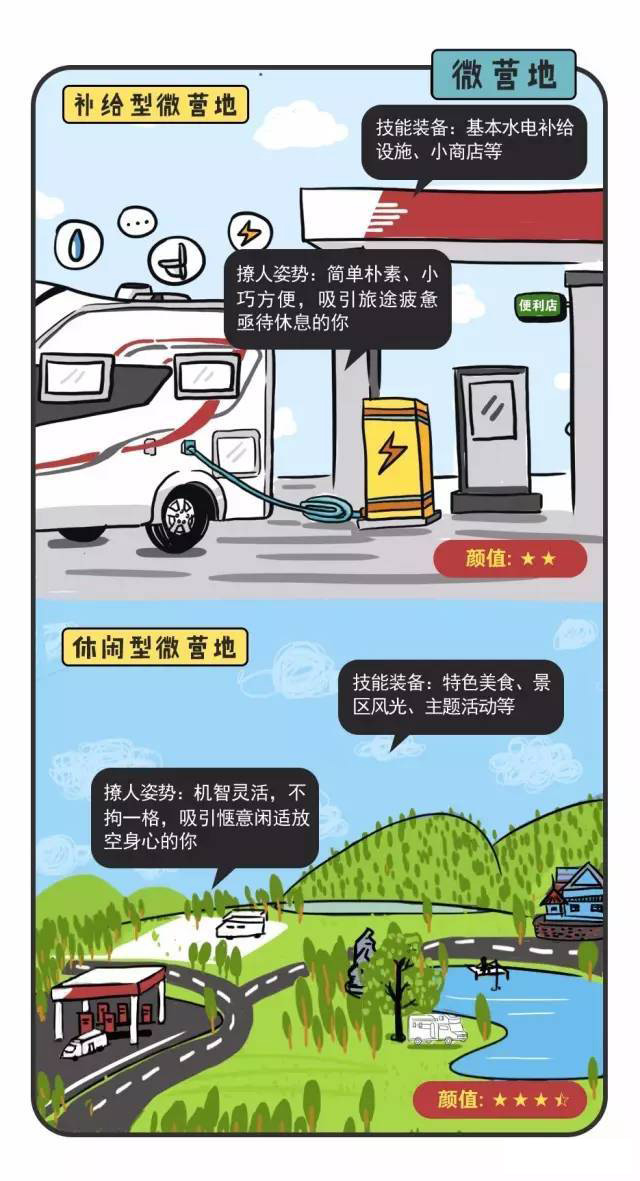 微营地
补给型微营地
技能装备：基本水电补给
设施、小商店等
撩人姿势：简单朴素、小
巧方便，吸引旅途疲惫
亟待休息的你
便利店
颜值: ★ ★
休闲型微营地
技能装备：特色美食、景
区风光、主题活动等
撩人姿势：机智灵活，不
拘一格，吸引惬意闲适放
空身心的你
颜值: ★ ★ ★ ⯪